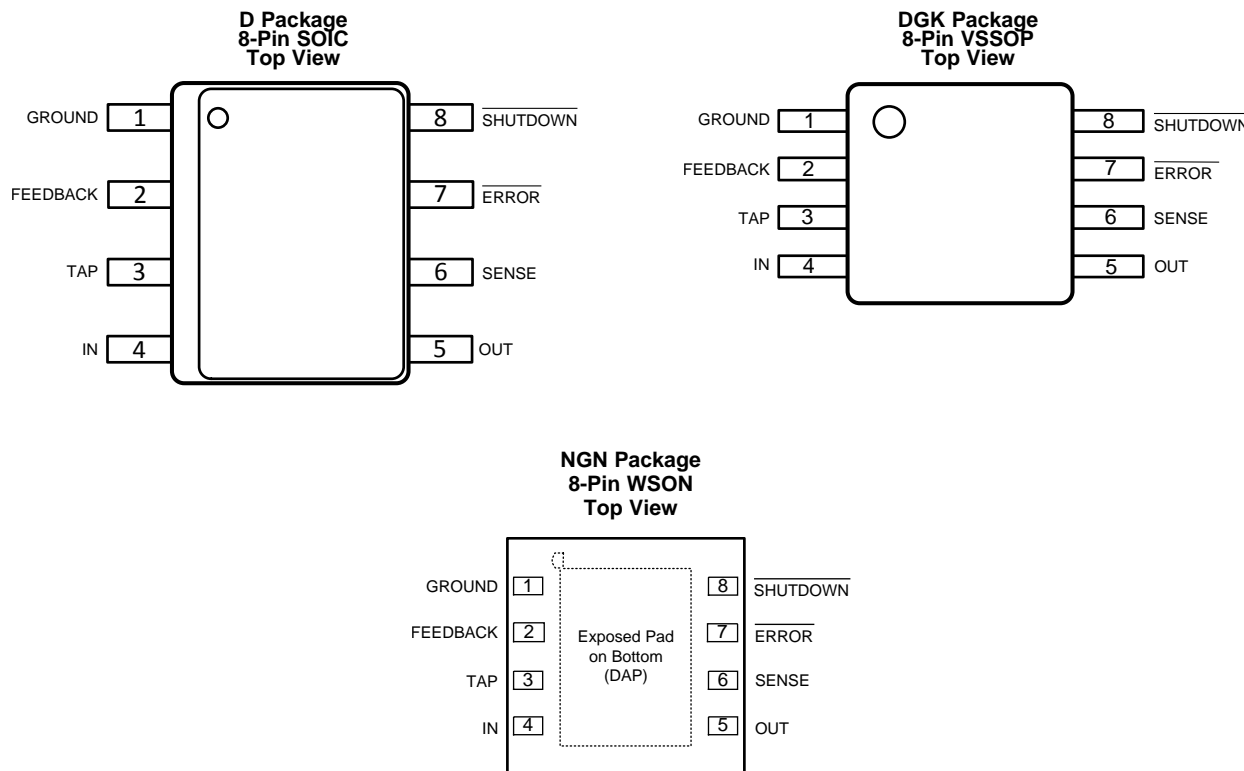 D Package
8-Pin SOIC
Top View
GROUND 1
8 SHUTDOWN
FEEDBACK 2
7 ERROR
TAP 3
6 SENSE
IN 4
5 OUT
DGK Package
8-Pin VSSOP
Top View
GROUND 1
8 SHUTDOWN
FEEDBACK 2
7 ERROR
TAP 3
6 SENSE
IN 4
5 OUT
NGN Package
8-Pin WSON
Top View
GROUND 1
8 SHUTDOWN
FEEDBACK 2
7 ERROR
TAP 3
6 SENSE
IN 4
5 OUT
Exposed Pad
on Bottom
(DAP)